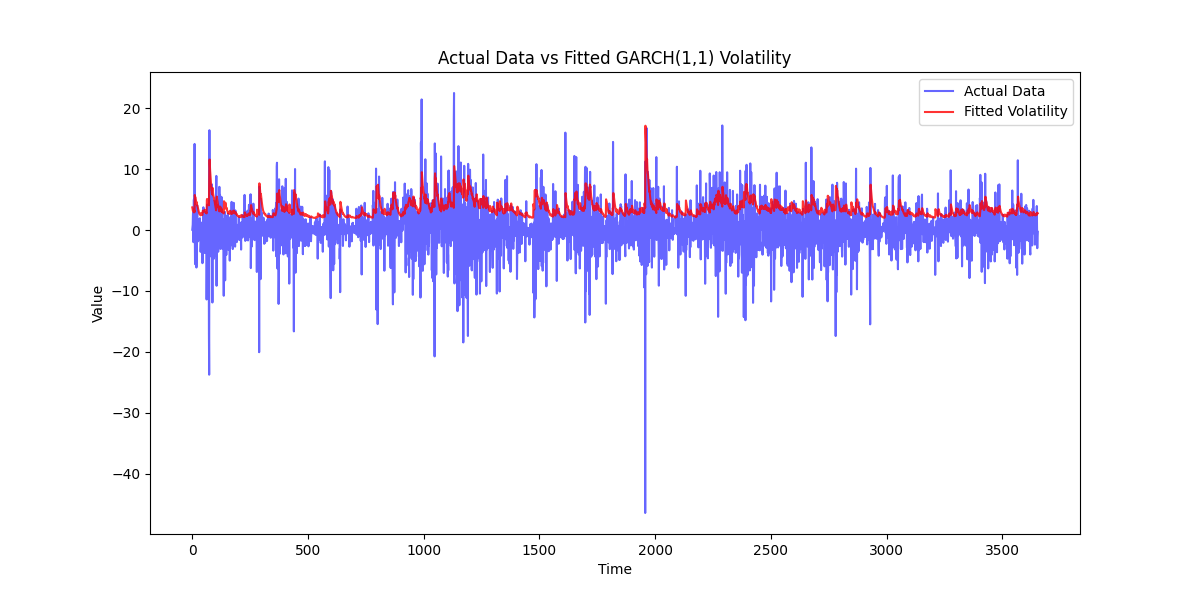 Actual Data vs Fitted GARCH(1,1) Volatility
Actual Data
Fitted Volatility
Value
20
10
0
−10
−20
−30
−40
0 500 1000 1500 2000 2500 3000 3500
Time